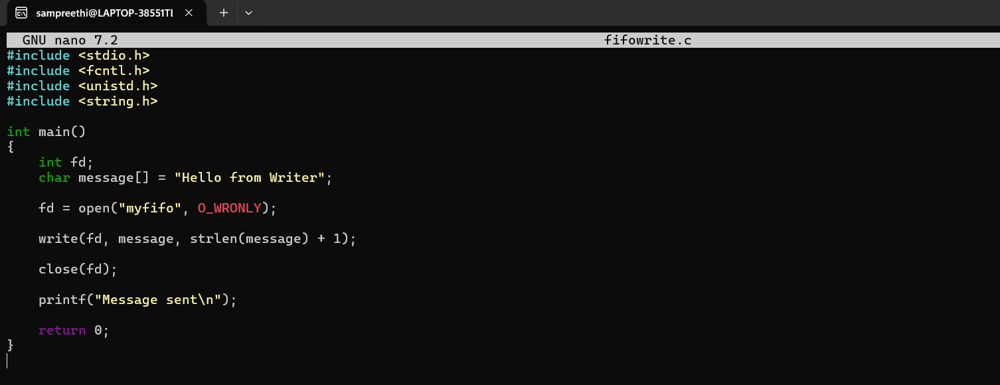 sampreethi@LAPTOP-38551TI
GNU nano 7.2 fifowrite.c
#include <stdio.h>
#include <fcntl.h>
#include <unistd.h>
#include <string.h>
int main()
{
    int fd;
    char message[] = "Hello from Writer";
    fd = open("myfifo", O_WRONLY);
    write(fd, message, strlen(message) + 1);
    close(fd);
    printf("Message sent\n");
    return 0;
}